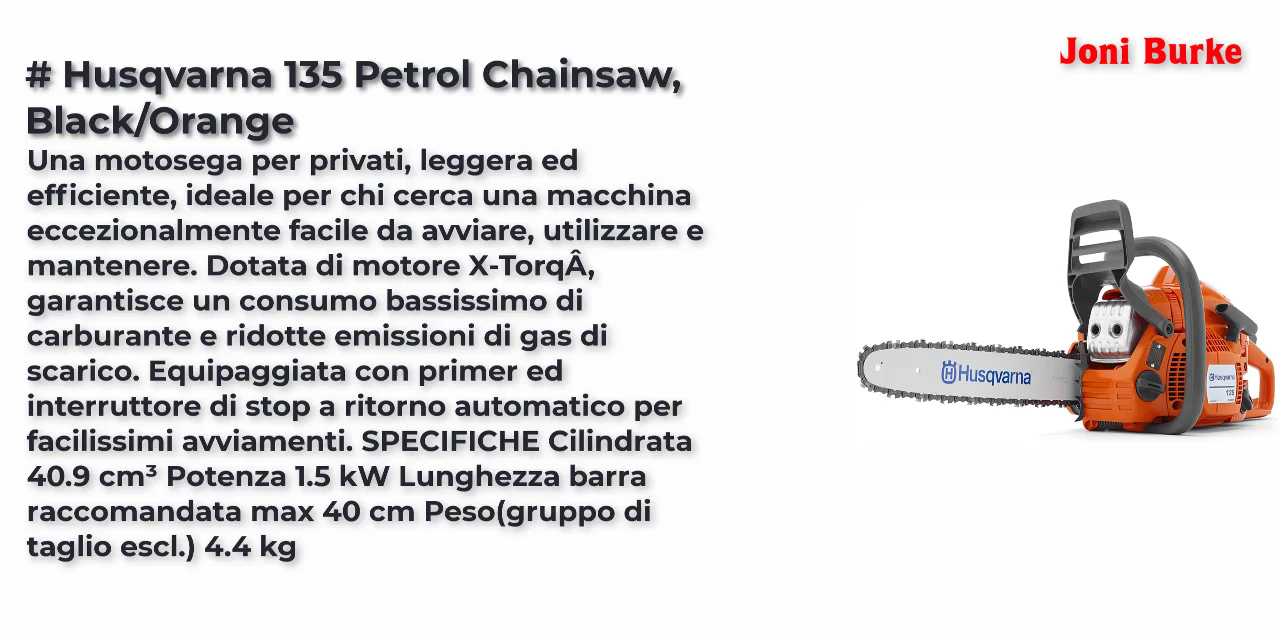 Joni Burke
# Husqvarna 135 Petrol Chainsaw,
Black/Orange
Una motosega per privati, leggera ed
efficiente, ideale per chi cerca una macchina
eccezionalmente facile da avviare, utilizzare e
mantenere. Dotata di motore X-TorqÂ,
garantisce un consumo bassissimo di
carburante e ridotte emissioni di gas di
scarico. Equipaggiata con primer ed
interruttore di stop a ritorno automatico per
facilissimi avviamenti. SPECIFICHE Cilindrata
40.9 cm³ Potenza 1.5 kW Lunghezza barra
raccomandata max 40 cm Peso(gruppo di
taglio escl.) 4.4 kg
Husqvarna
Husqvarna
135